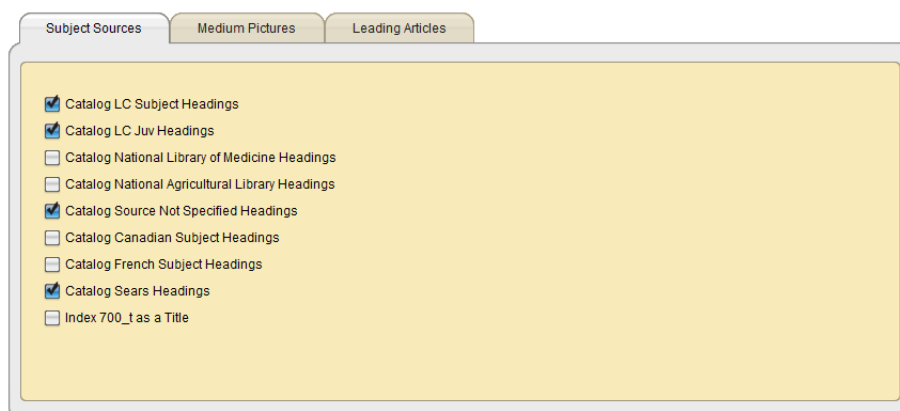 Subject Sources Medium Pictures Leading Articles
Catalog LC Subject Headings
Catalog LC Juv Headings
Catalog National Library of Medicine Headings
Catalog National Agricultural Library Headings
Catalog Source Not Specified Headings
Catalog Canadian Subject Headings
Catalog French Subject Headings
Catalog Sears Headings
Index 700_t as a Title